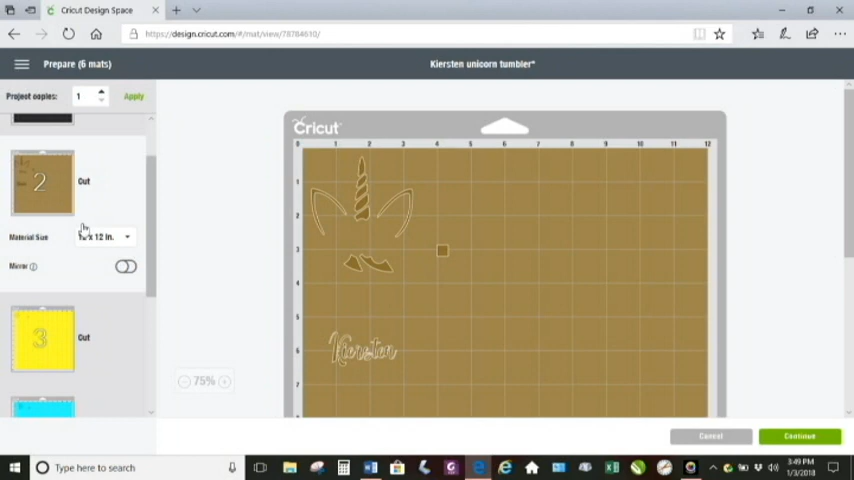 Cricut Design Space
https://design.cricut.com/#/mat/view/78784610/
Prepare (6 mats)
Kiersten unicorn tumbler*
Project copies: 1 Apply
Cricut
0 1 2 3 4 5 6 7 8 9 10 11 12
1
2
3
4
5
6
7
2 Cut
Material Size
x 12 in.
Mirror
3 Cut
Kiersten
75%
Cancel
Continue
Type here to search
3:49 PM
1/3/2018